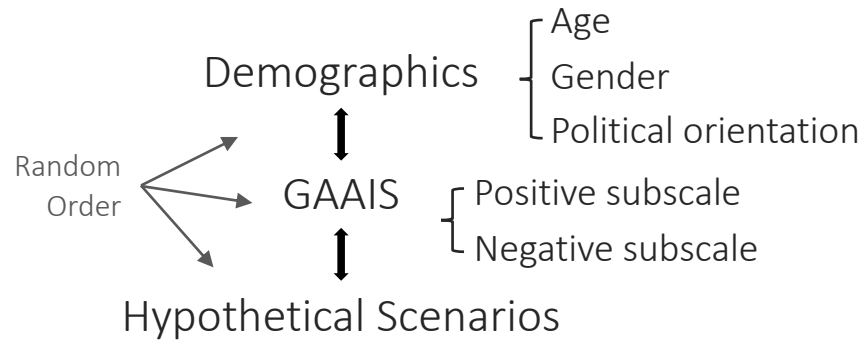 Demographics
Age
Gender
Political orientation
Random
Order
GAAIS
Positive subscale
Negative subscale
Hypothetical Scenarios